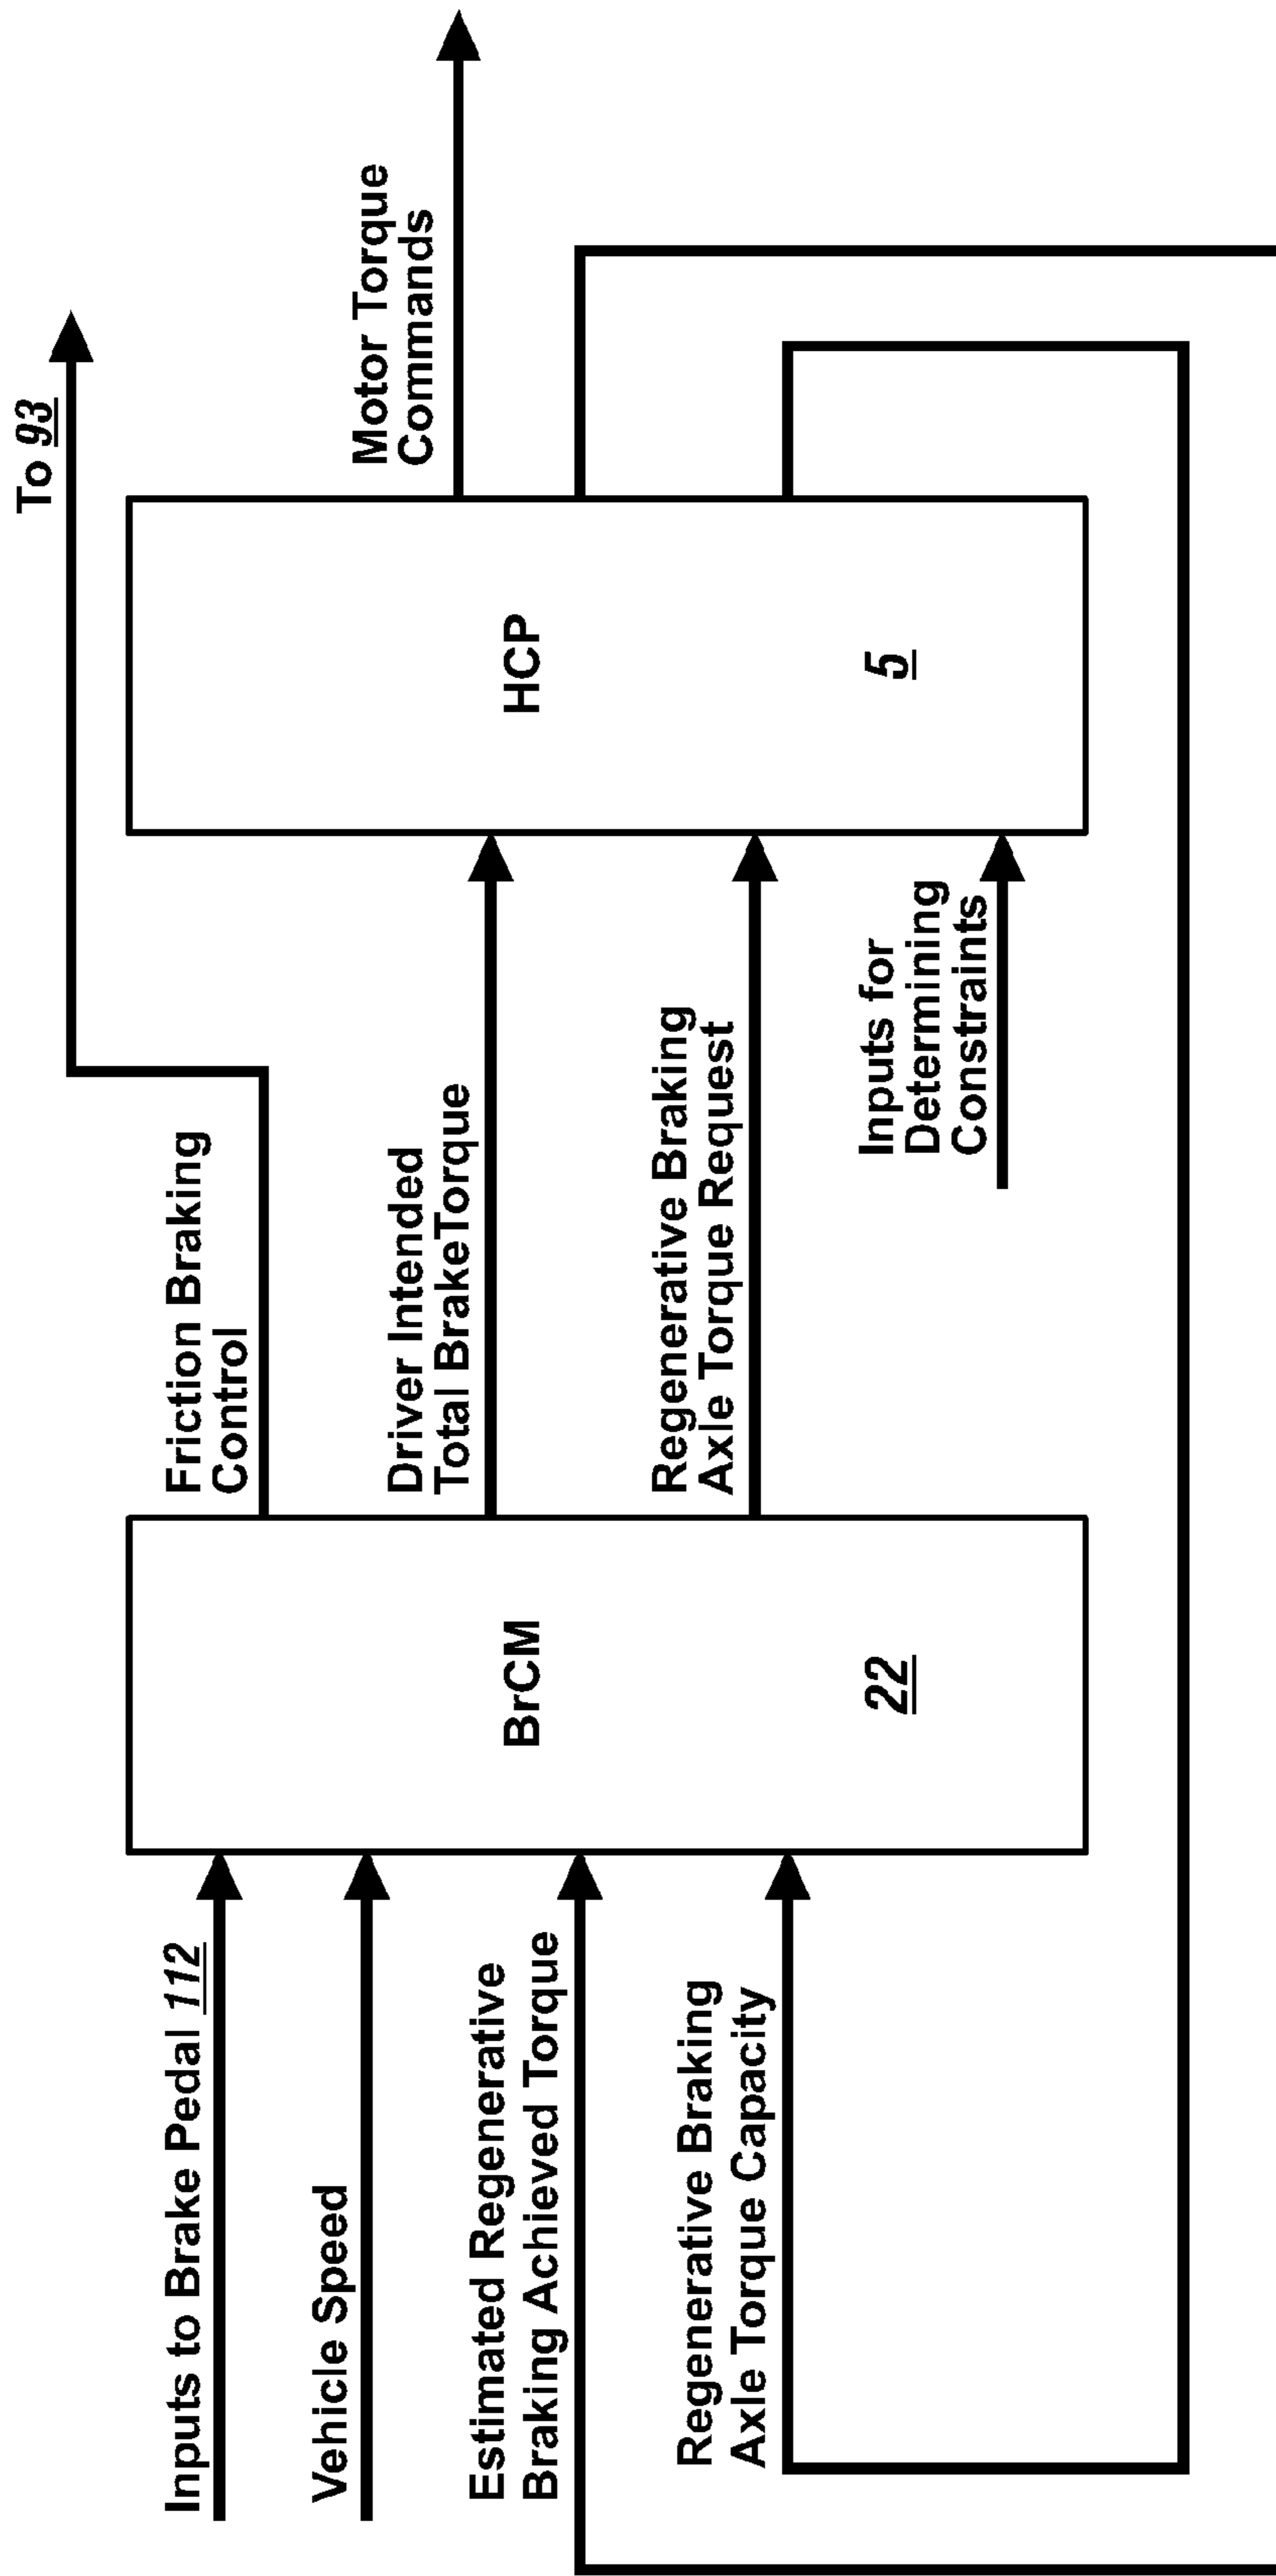 To 93
Friction Braking
Control
Motor Torque
Commands
Inputs to Brake Pedal 112
Vehicle Speed
Estimated Regenerative
Braking Achieved Torque
Regenerative Braking
Axle Torque Capacity
BrCM
22
Driver Intended
Total BrakeTorque
Regenerative Braking
Axle Torque Request
Inputs for
Determining
Constraints
HCP
5